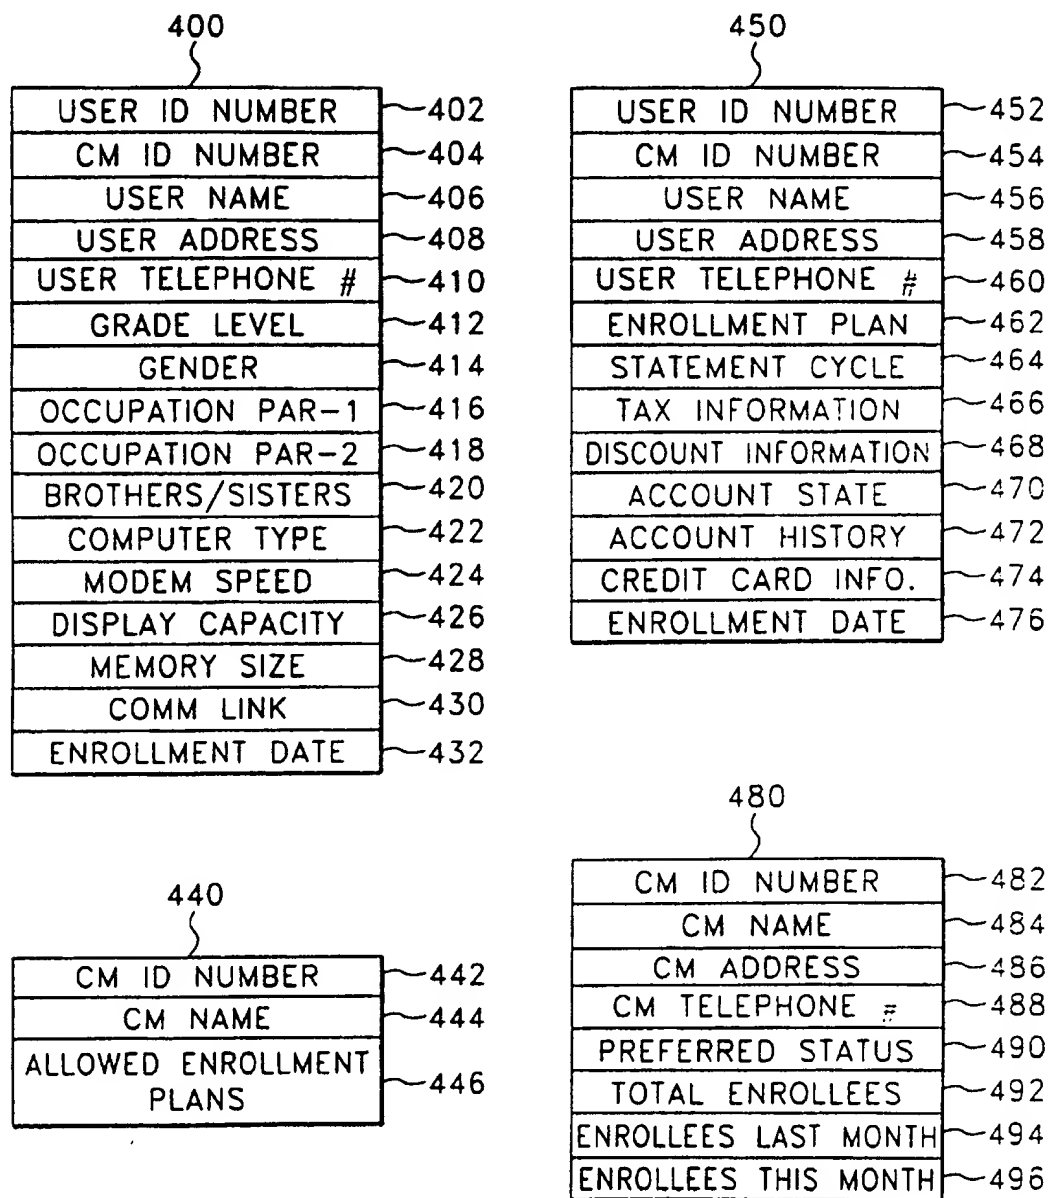 400
USER ID NUMBER 402
CM ID NUMBER 404
USER NAME 406
USER ADDRESS 408
USER TELEPHONE # 410
GRADE LEVEL 412
GENDER 414
OCCUPATION PAR-1 416
OCCUPATION PAR-2 418
BROTHERS/SISTERS 420
COMPUTER TYPE 422
MODEM SPEED 424
DISPLAY CAPACITY 426
MEMORY SIZE 428
COMM LINK 430
ENROLLMENT DATE 432
440
CM ID NUMBER 442
CM NAME 444
ALLOWED ENROLLMENT
PLANS 446
450
USER ID NUMBER 452
CM ID NUMBER 454
USER NAME 456
USER ADDRESS 458
USER TELEPHONE # 460
ENROLLMENT PLAN 462
STATEMENT CYCLE 464
TAX INFORMATION 466
DISCOUNT INFORMATION 468
ACCOUNT STATE 470
ACCOUNT HISTORY 472
CREDIT CARD INFO. 474
ENROLLMENT DATE 476
480
CM ID NUMBER 482
CM NAME 484
CM ADDRESS 486
CM TELEPHONE # 488
PREFERRED STATUS 490
TOTAL ENROLLEES 492
ENROLLEES LAST MONTH 494
ENROLLEES THIS MONTH 496